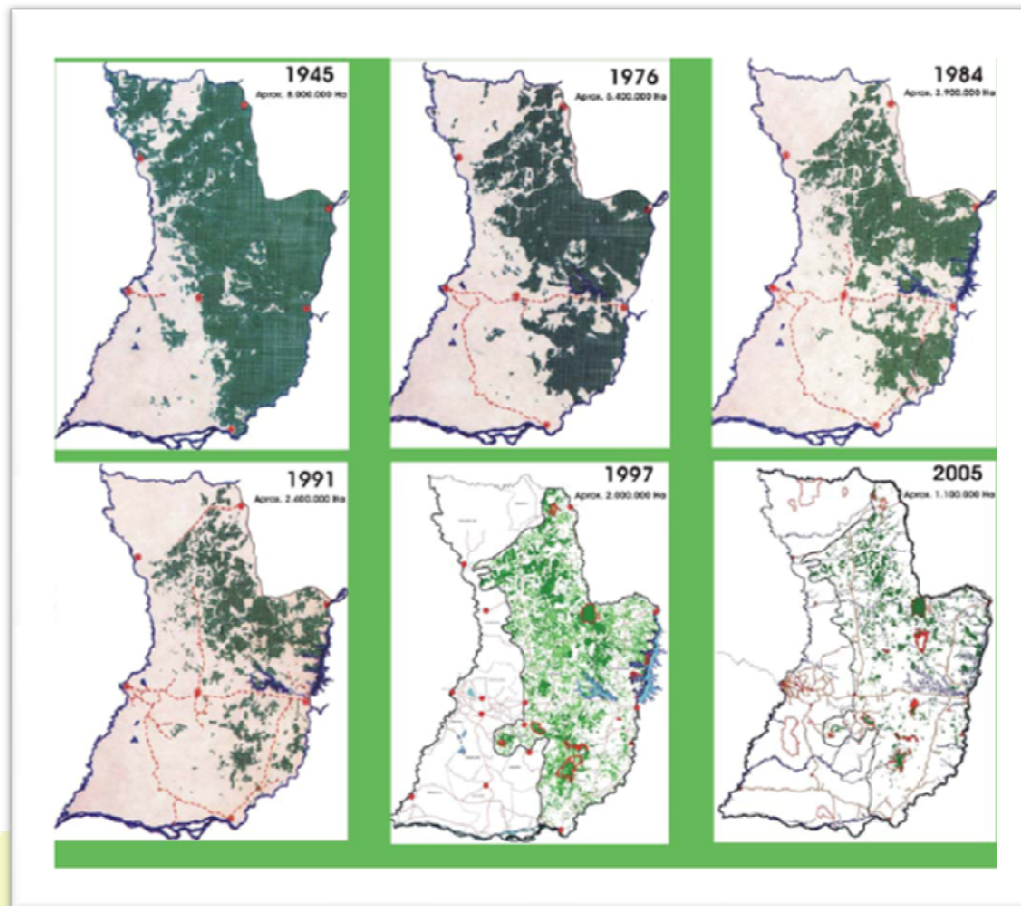 1945
Aprox. 8.000.000 Ha
1976
Aprox. 5.400.000 Ha
1984
Aprox. 3.900.000 Ha
1991
Aprox. 2.600.000 Ha
1997
Aprox. 2.000.000 Ha
2005
Aprox. 1.100.000 Ha